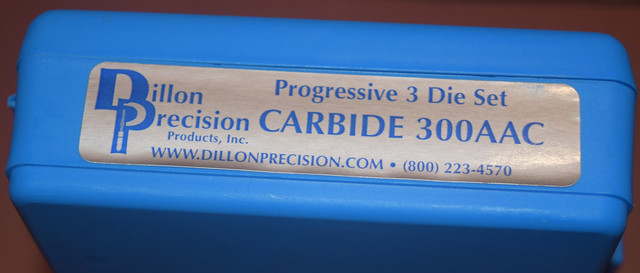 Dillon
Precision
Products, Inc.
Progressive 3 Die Set
CARBIDE 300AAC
WWW.DILLONPRECISION.COM • (800) 223-4570